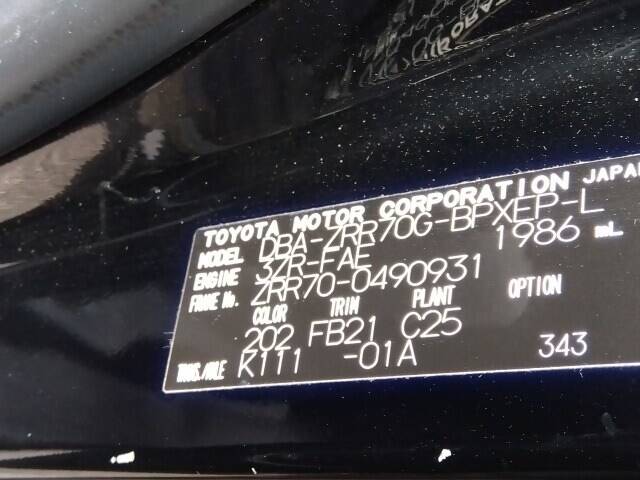 TOYOTA MOTOR CORPORATION JAPAN
MODEL DBA-ZRR70G-BPXEP-L
ENGINE 3ZR-FAE 1986 mL
FRAME No. ZRR70-0490931
COLOR TRIM PLANT OPTION
202 FB21 C25
TRANS./AXLE K111 -01A 343